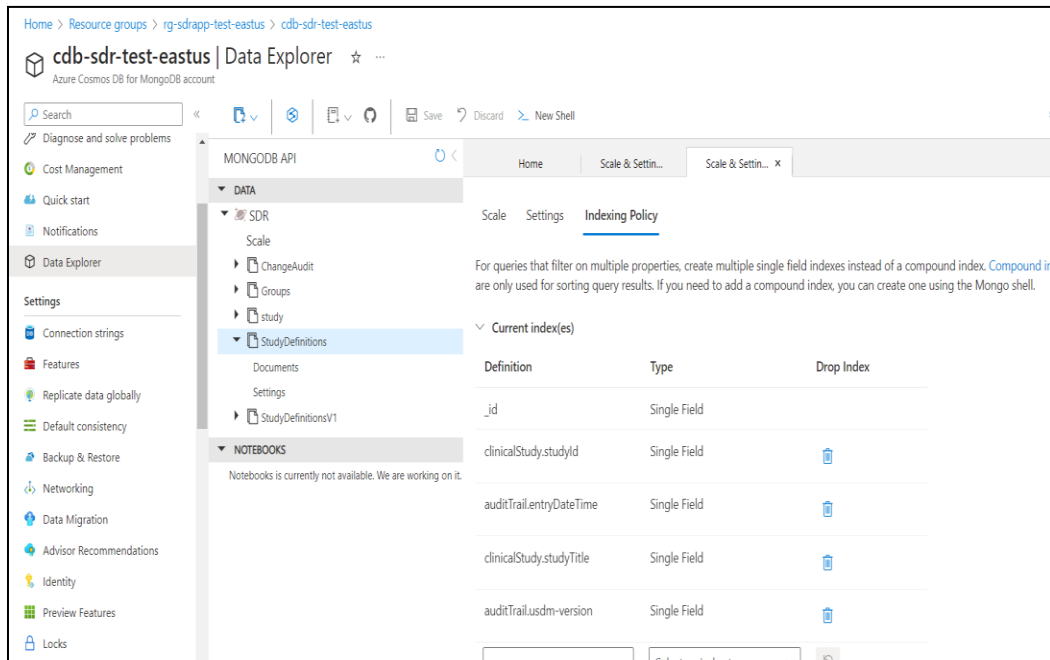 Home > Resource groups > rg-sdrapp-test-eastus > cdb-sdr-test-eastus
cdb-sdr-test-eastus | Data Explorer
Azure Cosmos DB for MongoDB account
Search
Save
Discard
New Shell
Diagnose and solve problems
Cost Management
Quick start
Notifications
Data Explorer
Settings
Connection strings
Features
Replicate data globally
Default consistency
Backup & Restore
Networking
Data Migration
Advisor Recommendations
Identity
Preview Features
Locks
MONGODB API
DATA
SDR
Scale
ChangeAudit
Groups
study
StudyDefinitions
Documents
Settings
StudyDefinitionsV1
NOTEBOOKS
Notebooks is currently not available. We are working on it.
Home
Scale & Settin...
Scale & Settin... x
Scale Settings Indexing Policy
For queries that filter on multiple properties, create multiple single field indexes instead of a compound index. Compound
are only used for sorting query results. If you need to add a compound index, you can create one using the Mongo shell.
Current index(es)
Definition Type Drop Index
_id Single Field
clinicalStudy.studyId Single Field
auditTrail.entryDateTime Single Field
clinicalStudy.studyTitle Single Field
auditTrail.usdm-version Single Field